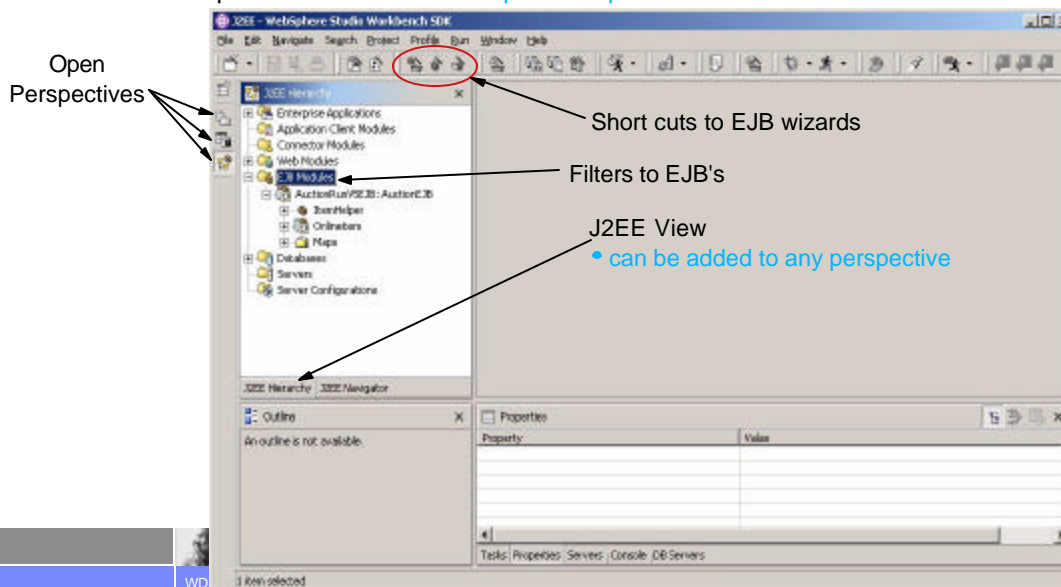 J2EE - WebSphere Studio Workbench SDK
File Edit Navigate Search Project Profile Run Window Help
Open
Perspectives
J2EE Hierarchy
Enterprise Applications
Application Client Modules
Connector Modules
Web Modules
EJB Modules
ItemHelper
Maps
Databases
Servers
Server Configurations
Short cuts to EJB wizards
Filters to EJB's
J2EE View
• can be added to any perspective
J2EE Hierarchy J2EE Navigator
Outline
An outline is not available.
Properties
Property Value
Tasks Properties Servers Console DB Servers
WD
1 item selected